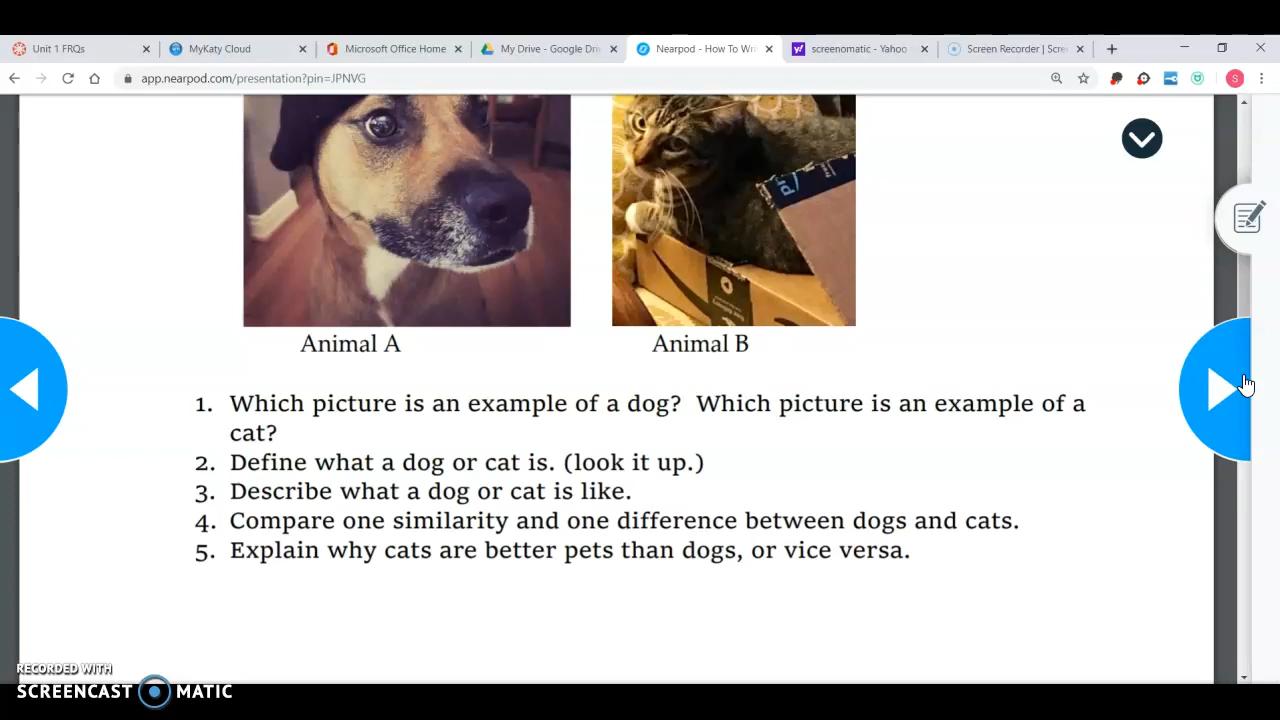 Unit 1 FRQs
MyKaty Cloud
Microsoft Office Home
My Drive - Google Dri
Nearpod - How To Wr
screenomatic - Yahoo
Screen Recorder | Scre
app.nearpod.com/presentation?pin=JPNVG
S
Animal A
Animal B
1. Which picture is an example of a dog? Which picture is an example of a
cat?
2. Define what a dog or cat is. (look it up.)
3. Describe what a dog or cat is like.
4. Compare one similarity and one difference between dogs and cats.
5. Explain why cats are better pets than dogs, or vice versa.
RECORDED WITH
SCREENCAST MATIC